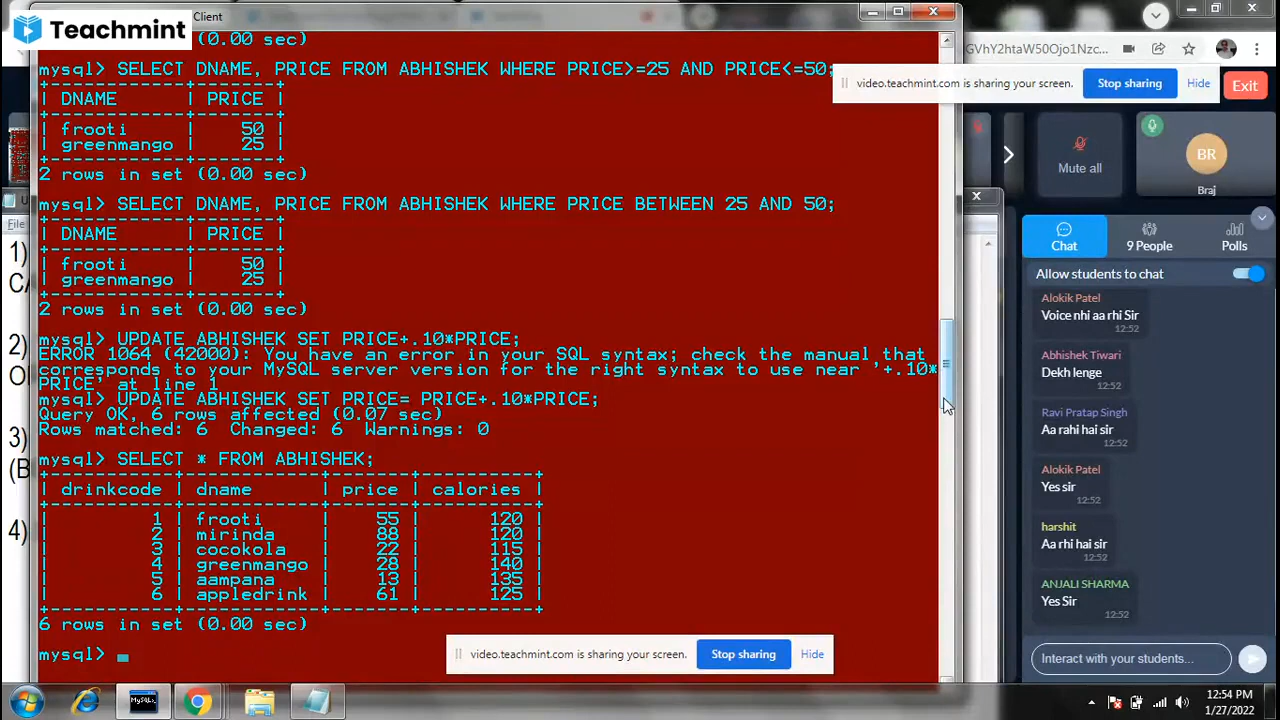 Teachmint
Client
(0.00 sec)
mysql> SELECT DNAME, PRICE FROM ABHISHEK WHERE PRICE>=25 AND PRICE<=50;
| DNAME | PRICE |
| frooti | 50 |
| greenmango | 25 |
2 rows in set (0.00 sec)
mysql> SELECT DNAME, PRICE FROM ABHISHEK WHERE PRICE BETWEEN 25 AND 50;
| DNAME | PRICE |
| frooti | 50 |
| greenmango | 25 |
2 rows in set (0.00 sec)
mysql> UPDATE ABHISHEK SET PRICE+.10*PRICE;
ERROR 1064 (42000): You have an error in your SQL syntax; check the manual that
corresponds to your MySQL server version for the right syntax to use near '+.10*
PRICE' at line 1
mysql> UPDATE ABHISHEK SET PRICE= PRICE+.10*PRICE;
Query OK, 6 rows affected (0.07 sec)
Rows matched: 6 Changed: 6 Warnings: 0
mysql> SELECT * FROM ABHISHEK;
| drinkcode | dname | price | calories |
| 1 | frooti | 55 | 120 |
| 2 | mirinda | 88 | 120 |
| 3 | cocokola | 22 | 115 |
| 4 | greenmango | 28 | 140 |
| 5 | aampana | 13 | 135 |
| 6 | appledrink | 61 | 125 |
6 rows in set (0.00 sec)
mysql>
File
1)
2)
3)
(B
4)
video.teachmint.com is sharing your screen. Stop sharing Hide
video.teachmint.com is sharing your screen. Stop sharing Hide
GVhY2htaW50Ojo1Nzc...
Exit
Mute all
BR
Braj
Chat
9 People
Polls
Allow students to chat
Alokik Patel
Voice nhi aa rhi Sir
12:52
Abhishek Tiwari
Dekh lenge
12:52
Ravi Pratap Singh
Aa rahi hai sir
12:52
Alokik Patel
Yes sir
12:52
harshit
Aa rhi hai sir
12:52
ANJALI SHARMA
Yes Sir
12:52
Interact with your students...
MySQL>
12:54 PM
1/27/2022